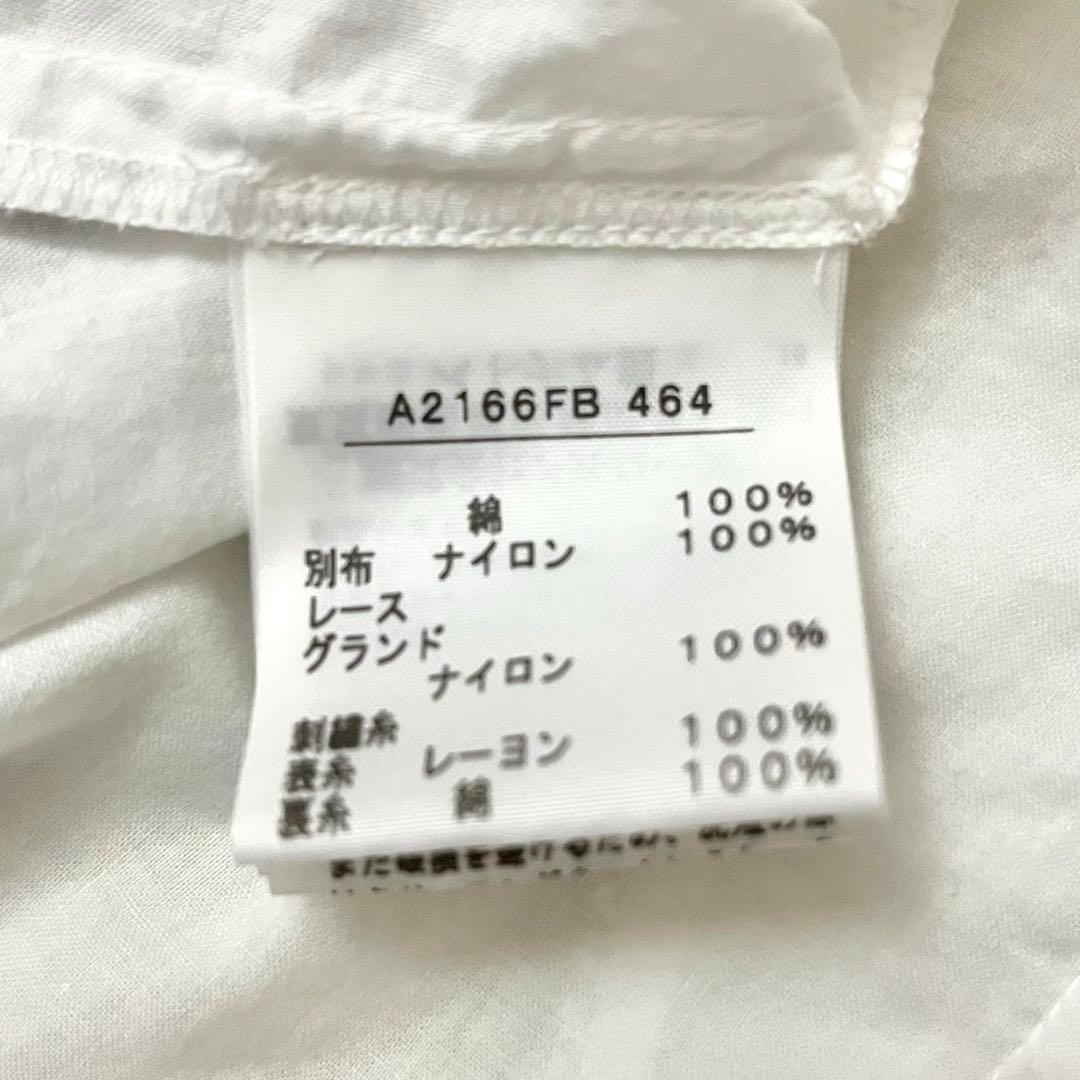 A2166FB 464
綿 100%
別布 ナイロン 100%
レース
グランド
ナイロン 100%
刺繍糸
表糸 レーヨン 100%
裏糸 綿 100%